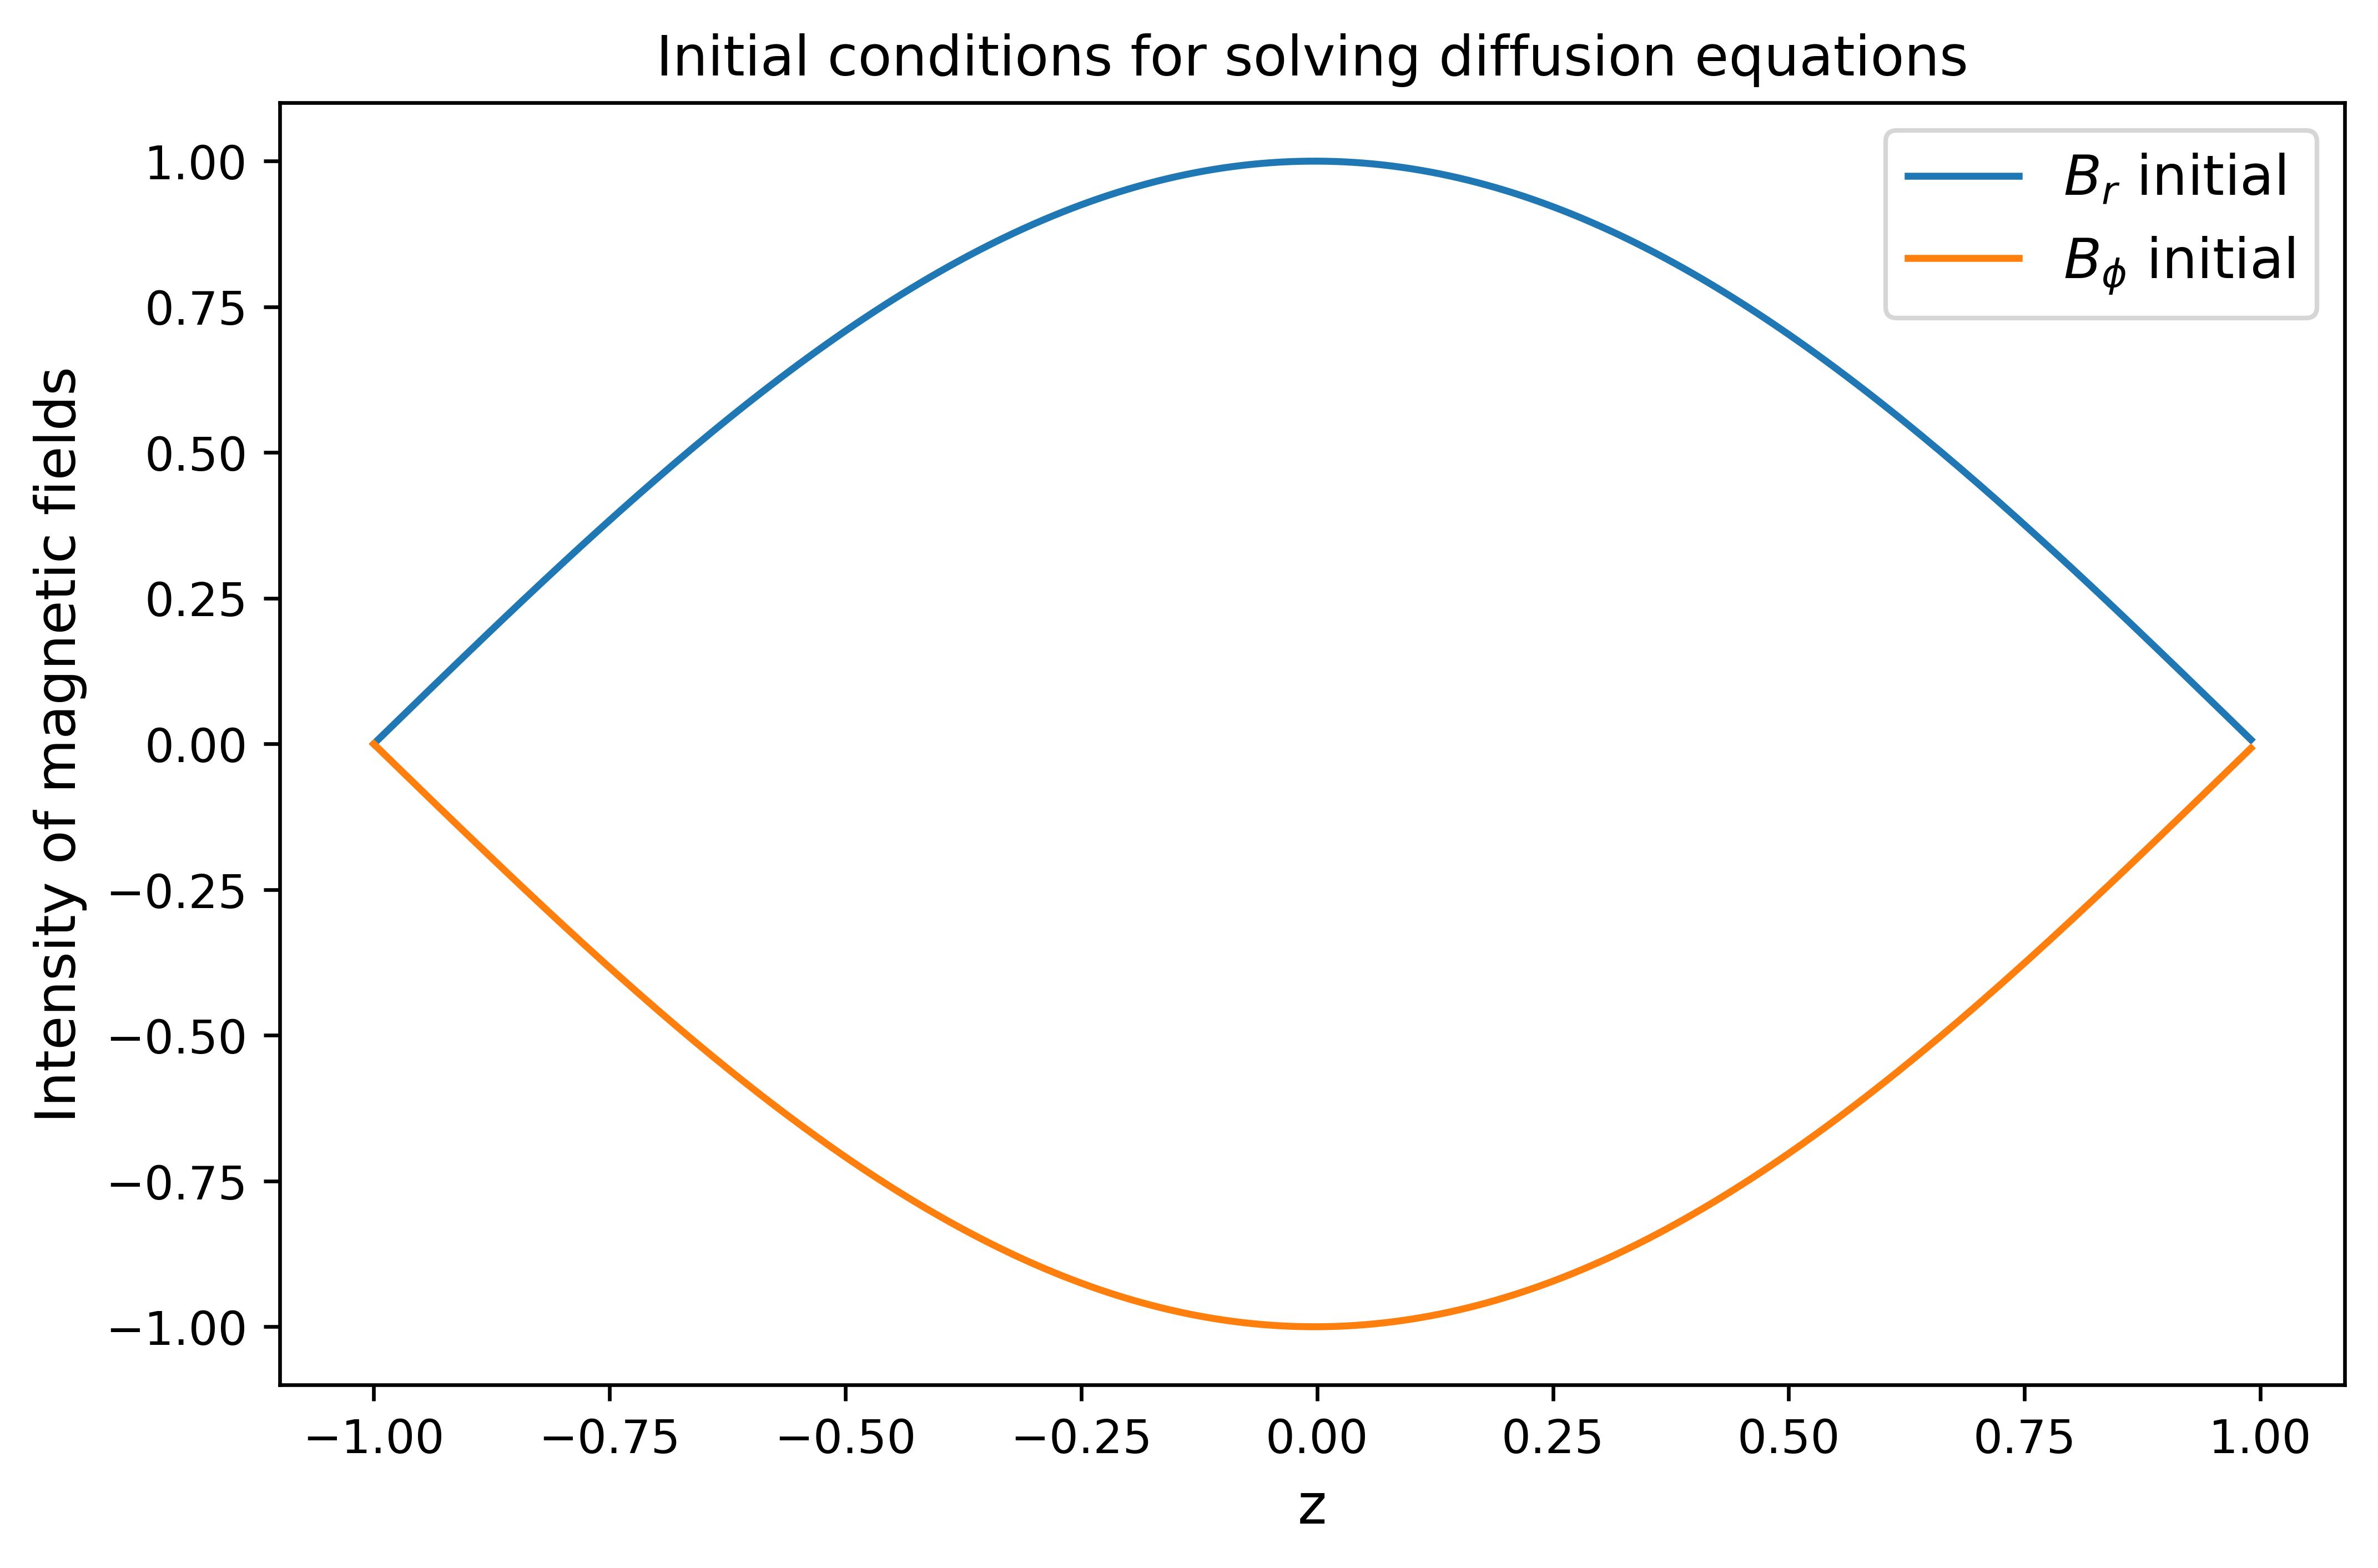 Initial conditions for solving diffusion equations
Intensity of magnetic fields
1.00
0.75
0.50
0.25
0.00
−0.25
−0.50
−0.75
−1.00
B_r initial
B_ϕ initial
−1.00 −0.75 −0.50 −0.25 0.00 0.25 0.50 0.75 1.00
z